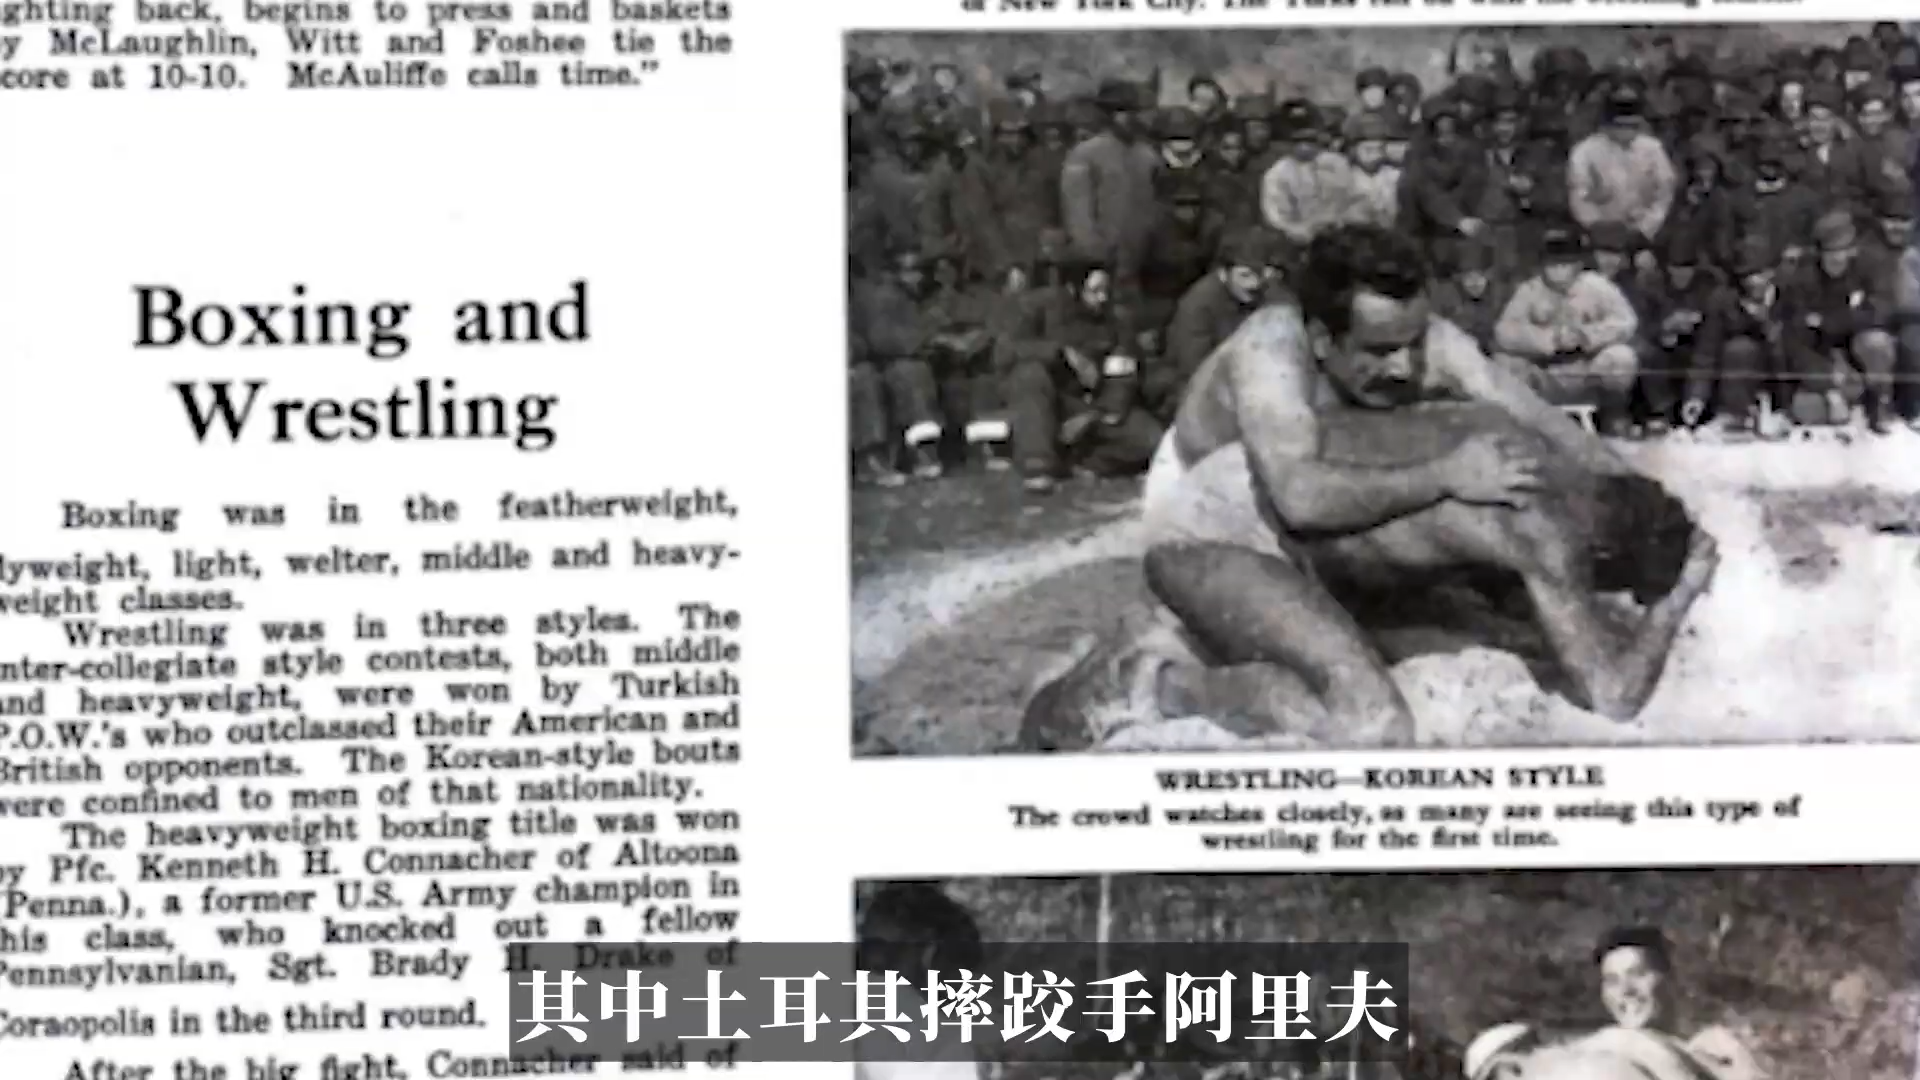 ghting back, begins to press and baskets
y McLaughlin, Witt and Foshee tie the
core at 10-10. McAuliffe calls time."
Boxing and
Wrestling
Boxing was in the featherweight,
lyweight, light, welter, middle and heavy-
weight classes.
Wrestling was in three styles. The
nter-collegiate style contests, both middle
and heavyweight, were won by Turkish
P.O.W.'s who outclassed their American and
British opponents. The Korean-style bouts
were confined to men of that nationality.
The heavyweight boxing title was won
by Pfc. Kenneth H. Connacher of Altoona
(Penna.), a former U.S. Army champion in
his class, who knocked out a fellow
Pennsylvanian, Sgt. Brady H. Drake of
Coraopolis in the third round.
After the big fight, Connacher said of
WRESTLING—KOREAN STYLE
The crowd watches closely, as many are seeing this type of
wrestling for the first time.
其中土耳其摔跤手阿里夫